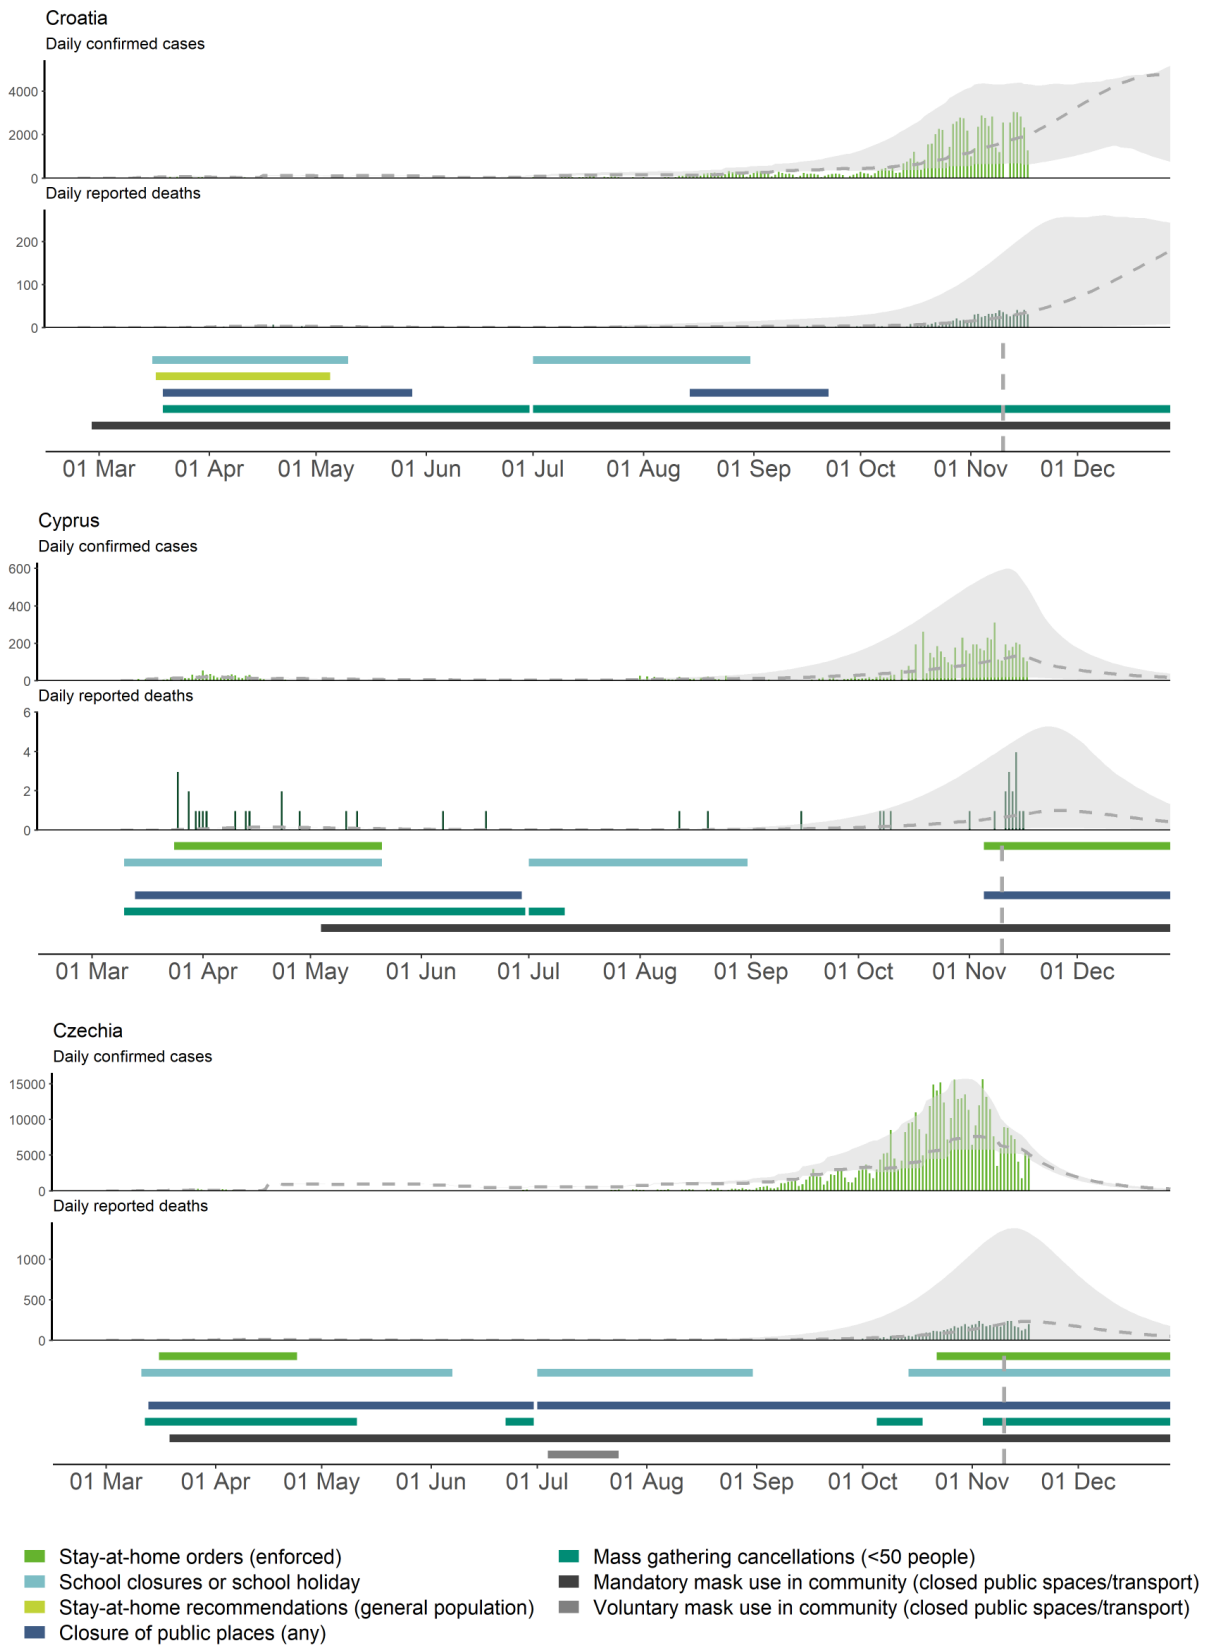 Croatia
Daily confirmed cases
4000
2000
0
Daily reported deaths
200
100
0
01 Mar 01 Apr 01 May 01 Jun 01 Jul 01 Aug 01 Sep 01 Oct 01 Nov 01 Dec
Cyprus
Daily confirmed cases
600
400
200
0
Daily reported deaths
6
4
2
0
01 Mar 01 Apr 01 May 01 Jun 01 Jul 01 Aug 01 Sep 01 Oct 01 Nov 01 Dec
Czechia
Daily confirmed cases
15000
10000
5000
0
Daily reported deaths
1000
500
0
01 Mar 01 Apr 01 May 01 Jun 01 Jul 01 Aug 01 Sep 01 Oct 01 Nov 01 Dec
Stay-at-home orders (enforced)
School closures or school holiday
Stay-at-home recommendations (general population)
Closure of public places (any)
Mass gathering cancellations (<50 people)
Mandatory mask use in community (closed public spaces/transport)
Voluntary mask use in community (closed public spaces/transport)